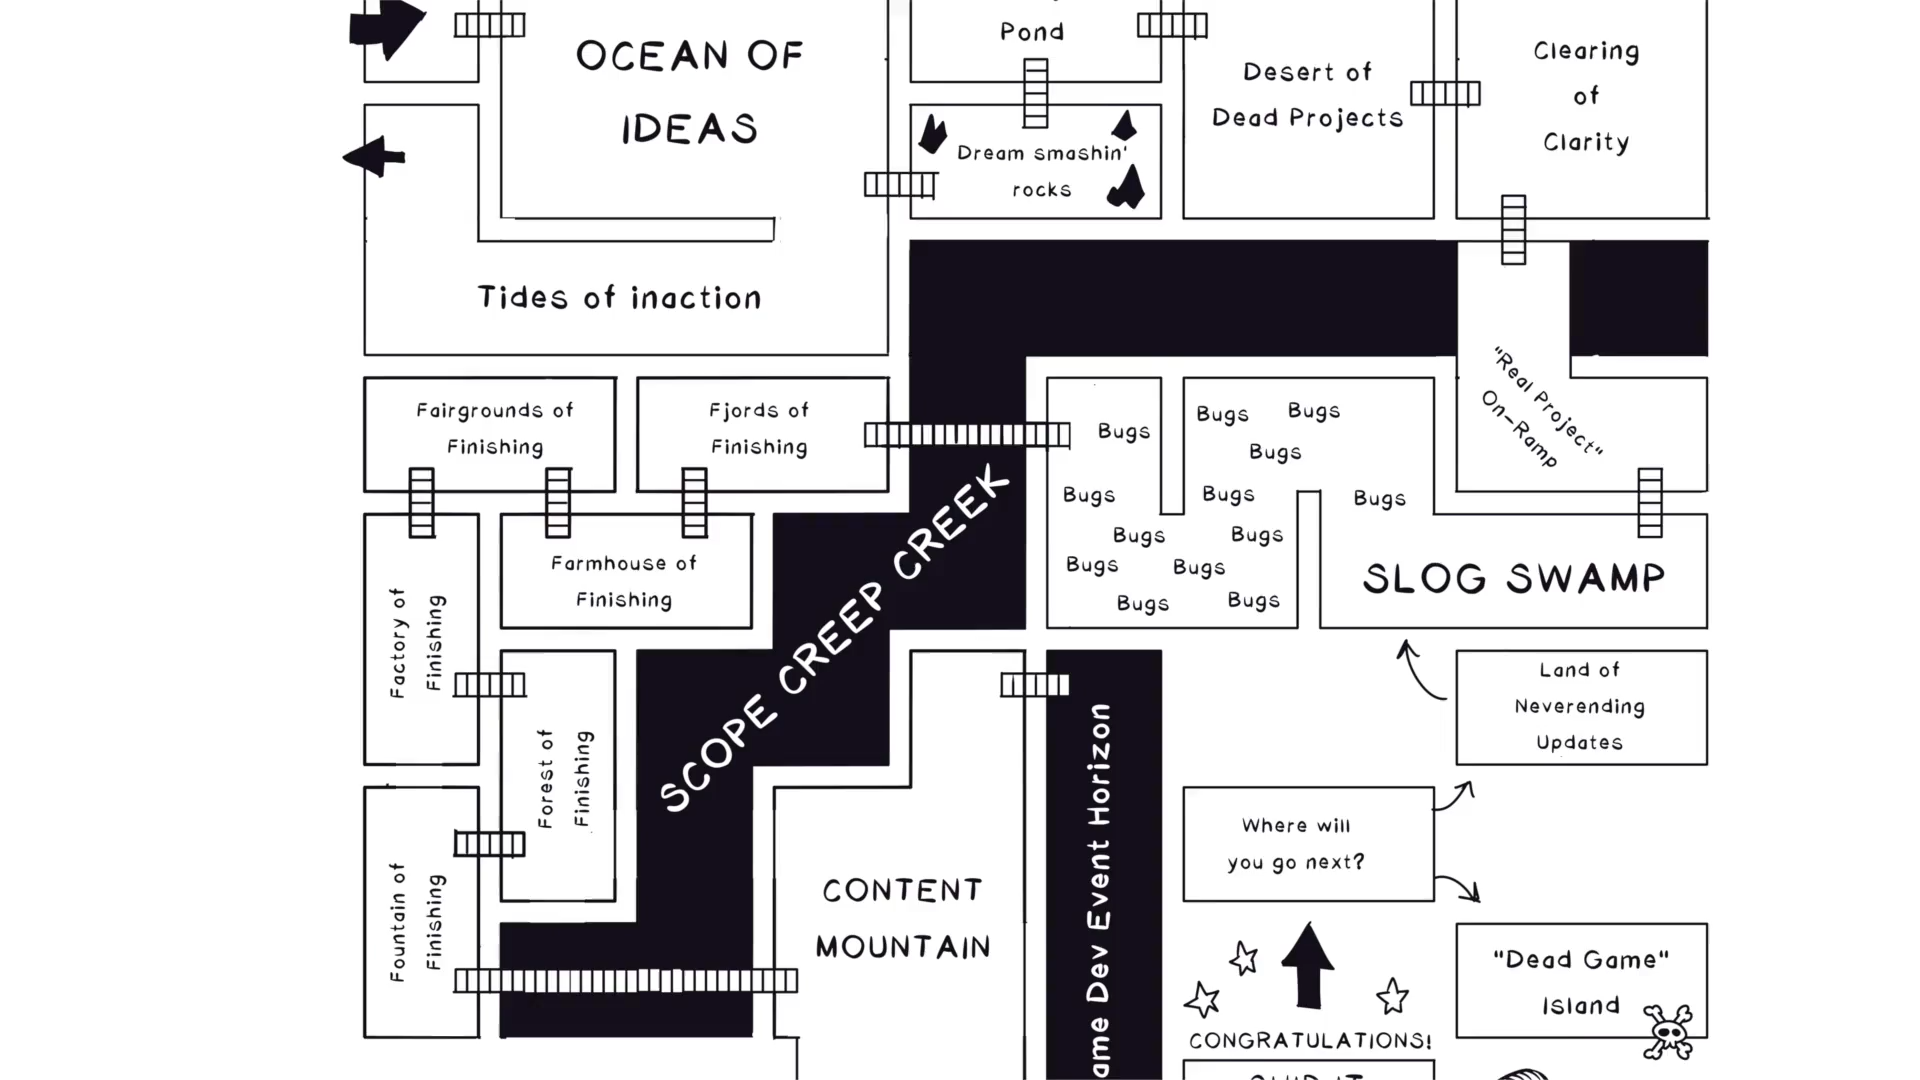 OCEAN OF
IDEAS
Pond
Desert of
Dead Projects
Clearing
of
Clarity
Dream smashin'
rocks
Tides of inaction
Fairgrounds of
Finishing
Fjords of
Finishing
"Real Project"
On-Ramp
Bugs
Bugs
Bugs
Bugs
Bugs
Bugs
Bugs
Bugs
Bugs
Bugs
Bugs
Bugs
Bugs
SLOG SWAMP
Farmhouse of
Finishing
Factory of
Finishing
SCOPE CREEP CREEK
Forest of
Finishing
Land of
Neverending
Updates
Where will
you go next?
Fountain of
Finishing
CONTENT
MOUNTAIN
Dev Event Horizon
"Dead Game"
Island
CONGRATULATIONS!